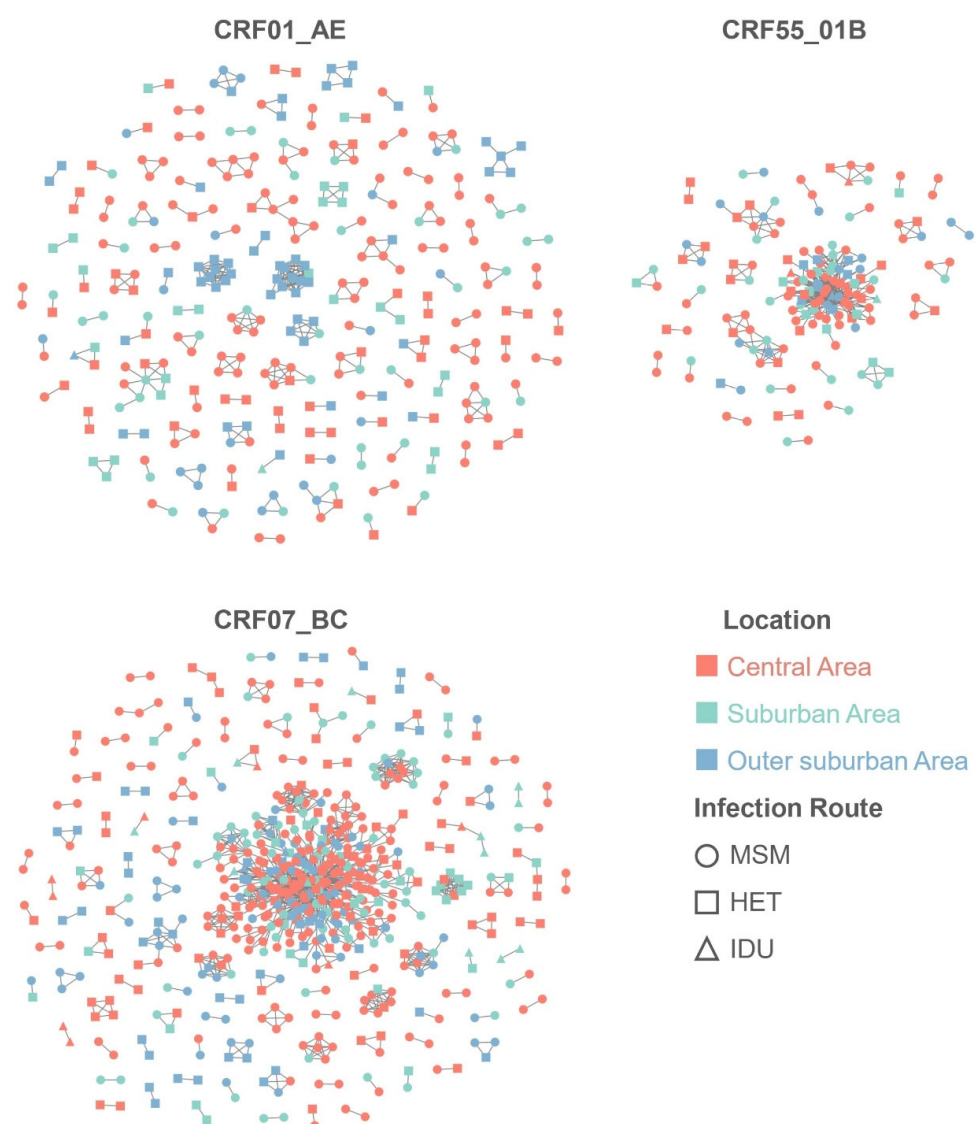 CRF01_AE
CRF55_01B
CRF07_BC
Location
Central Area
Suburban Area
Outer suburban Area
Infection Route
MSM
HET
IDU